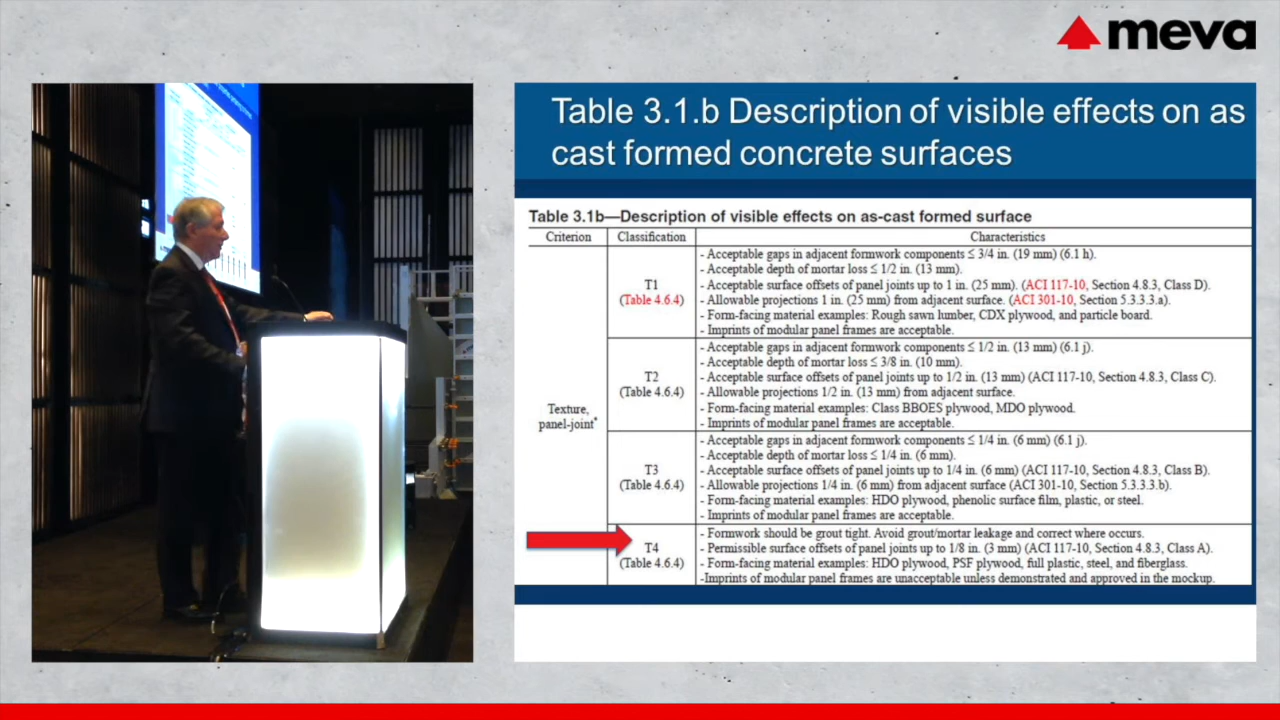 meva
Table 3.1.b Description of visible effects on as
cast formed concrete surfaces
Table 3.1b—Description of visible effects on as-cast formed surface
Criterion Classification Characteristics
Texture,
panel-joint*
T1
(Table 4.6.4)
- Acceptable gaps in adjacent formwork components ≤ 3/4 in. (19 mm) (6.1 h).
- Acceptable depth of mortar loss ≤ 1/2 in. (13 mm).
- Acceptable surface offsets of panel joints up to 1 in. (25 mm). (ACI 117-10, Section 4.8.3, Class D).
- Allowable projections 1 in. (25 mm) from adjacent surface. (ACI 301-10, Section 5.3.3.3.a).
- Form-facing material examples: Rough sawn lumber, CDX plywood, and particle board.
- Imprints of modular panel frames are acceptable.
T2
(Table 4.6.4)
- Acceptable gaps in adjacent formwork components ≤ 1/2 in. (13 mm) (6.1 j).
- Acceptable depth of mortar loss ≤ 3/8 in. (10 mm).
- Acceptable surface offsets of panel joints up to 1/2 in. (13 mm) (ACI 117-10, Section 4.8.3, Class C).
- Allowable projections 1/2 in. (13 mm) from adjacent surface.
- Form-facing material examples: Class BBOES plywood, MDO plywood.
- Imprints of modular panel frames are acceptable.
T3
(Table 4.6.4)
- Acceptable gaps in adjacent formwork components ≤ 1/4 in. (6 mm) (6.1 j).
- Acceptable depth of mortar loss ≤ 1/4 in. (6 mm).
- Acceptable surface offsets of panel joints up to 1/4 in. (6 mm) (ACI 117-10, Section 4.8.3, Class B).
- Allowable projections 1/4 in. (6 mm) from adjacent surface (ACI 301-10, Section 5.3.3.3.b).
- Form-facing material examples: HDO plywood, phenolic surface film, plastic, or steel.
- Imprints of modular panel frames are acceptable.
T4
(Table 4.6.4)
- Formwork should be grout tight. Avoid grout/mortar leakage and correct where occurs.
- Permissible surface offsets of panel joints up to 1/8 in. (3 mm) (ACI 117-10, Section 4.8.3, Class A).
- Form-facing material examples: HDO plywood, PSF plywood, full plastic, steel, and fiberglass.
-Imprints of modular panel frames are unacceptable unless demonstrated and approved in the mockup.